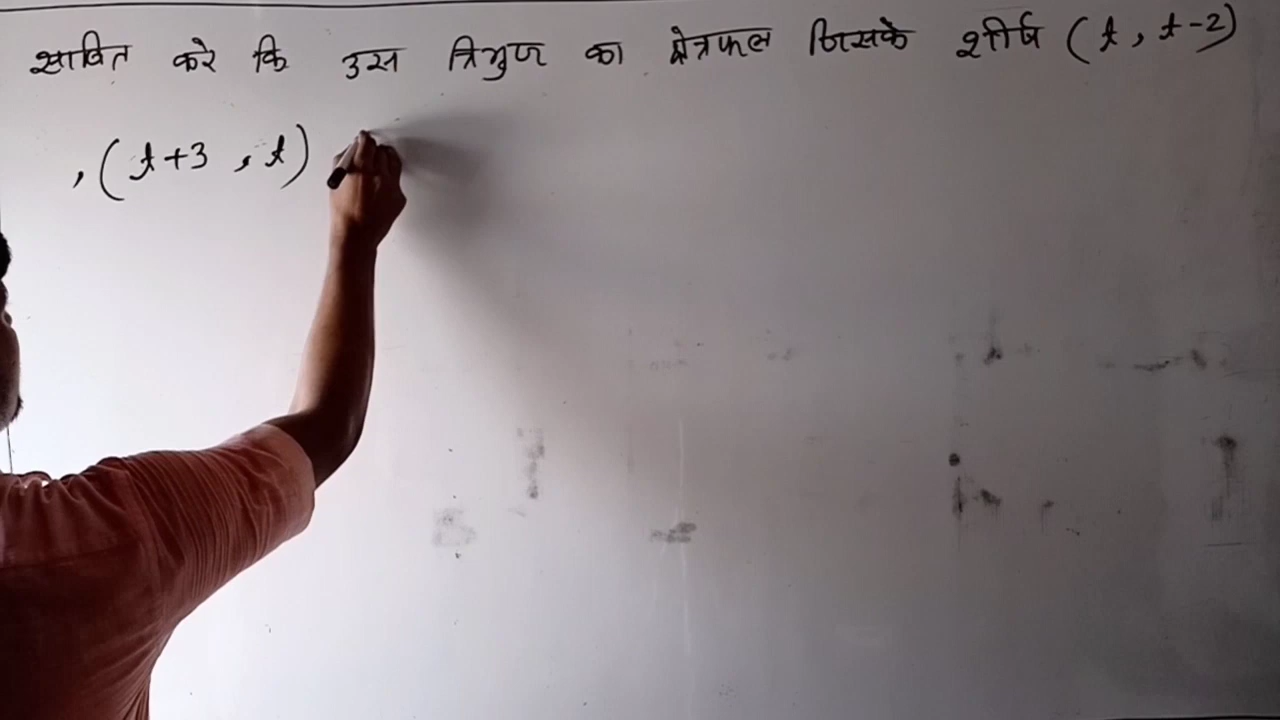 साबित करे कि उस त्रिभुज का क्षेत्रफल जिसके शीर्ष (t, t-2)
, (t+3 , t)